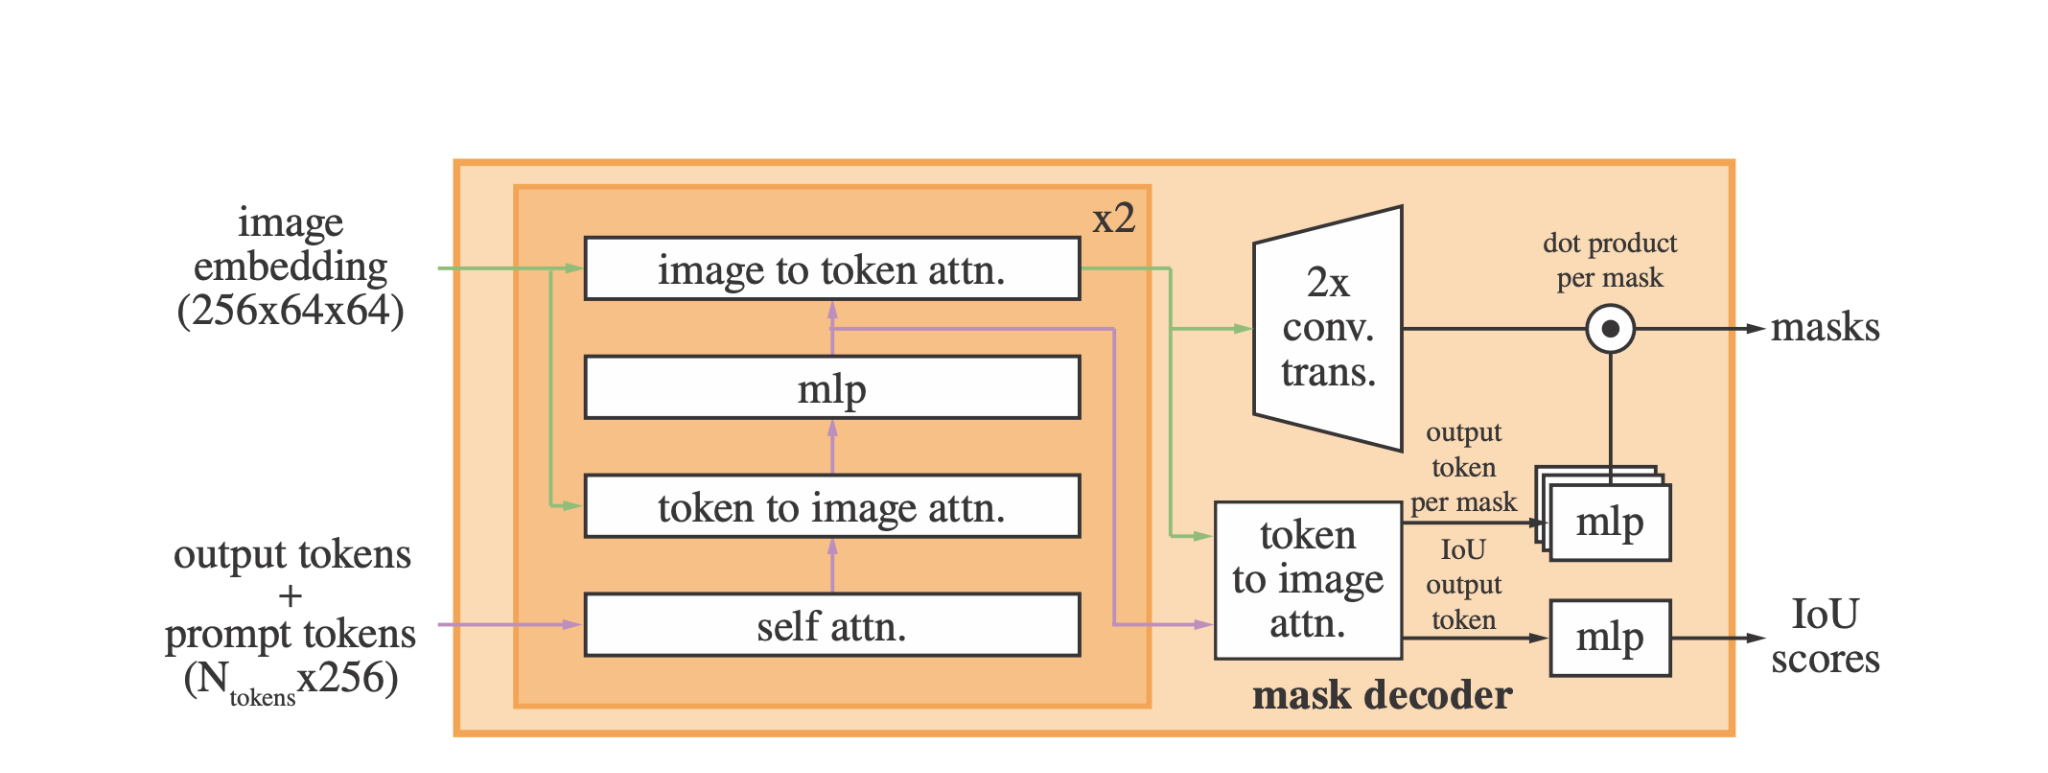 image
embedding
(256x64x64)
output tokens
+
prompt tokens
(Ntokensx256)
x2
image to token attn.
mlp
token to image attn.
self attn.
2x
conv.
trans.
dot product
per mask
masks
output
token
per mask
mlp
token
to image
attn.
IoU
output
token
mlp
IoU
scores
mask decoder